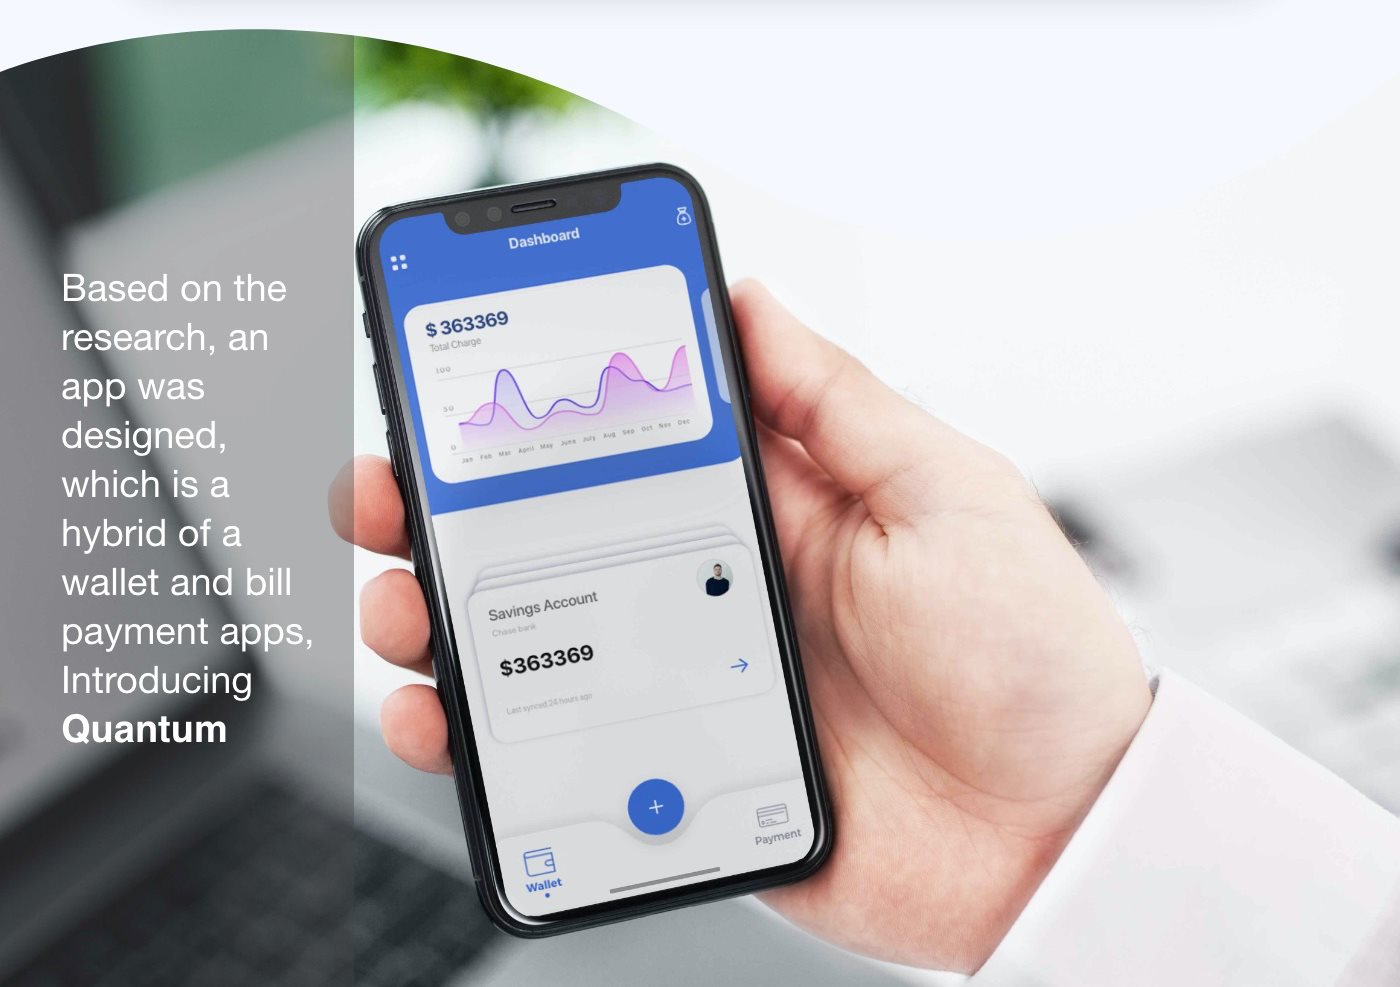 Based on the
research, an
app was
designed,
which is a
hybrid of a
wallet and bill
payment apps,
Introducing
Quantum
Dashboard
$ 363369
Total Charge
100
50
0
Jan Feb Mar April May June July Aug Sep Oct Nov Dec
Savings Account
Chase bank
$363369
Last synced 24 hours ago
+
Wallet
Payment